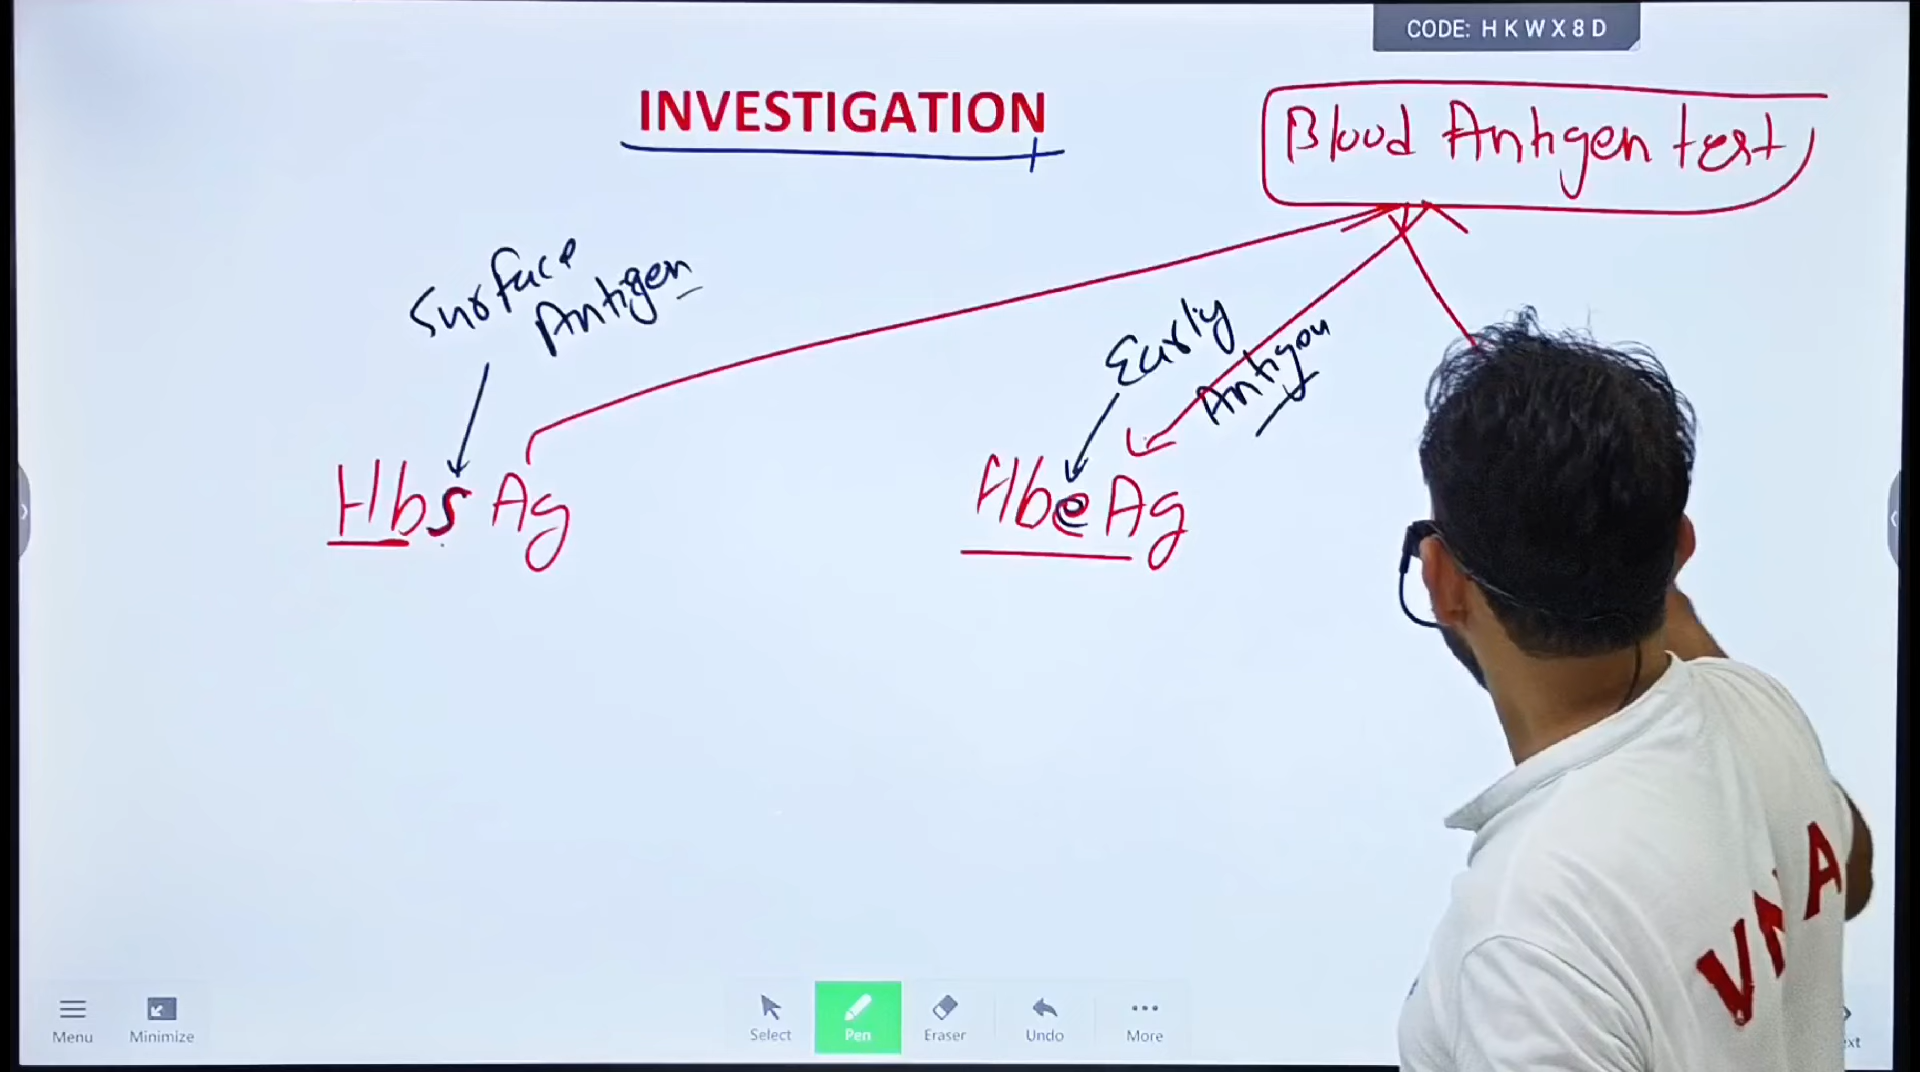 CODE: HKWX8D
INVESTIGATION
Blood Antigen test
Surface
Antigen
Early
Antigen
HbsAg
HbeAg
VNA
Menu
Minimize
Select
Pen
Eraser
Undo
More